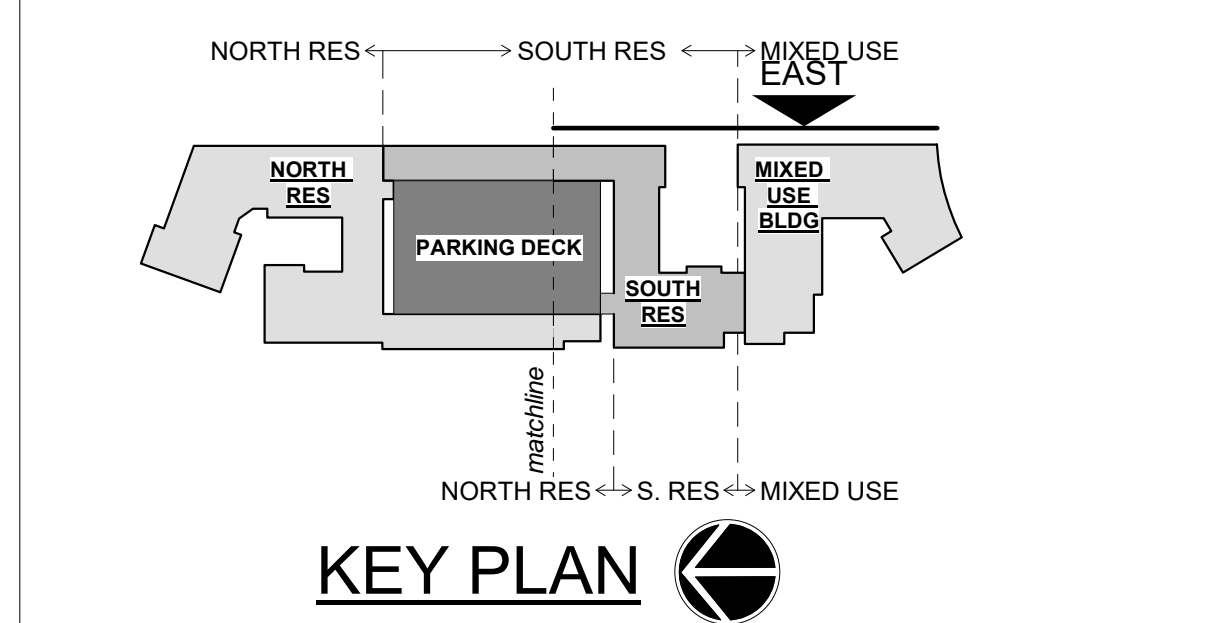 NORTH RES SOUTH RES MIXED USE
EAST
NORTH
RES
MIXED
USE
BLDG
PARKING DECK
SOUTH
RES
matchline
NORTH RES S. RES MIXED USE
KEY PLAN